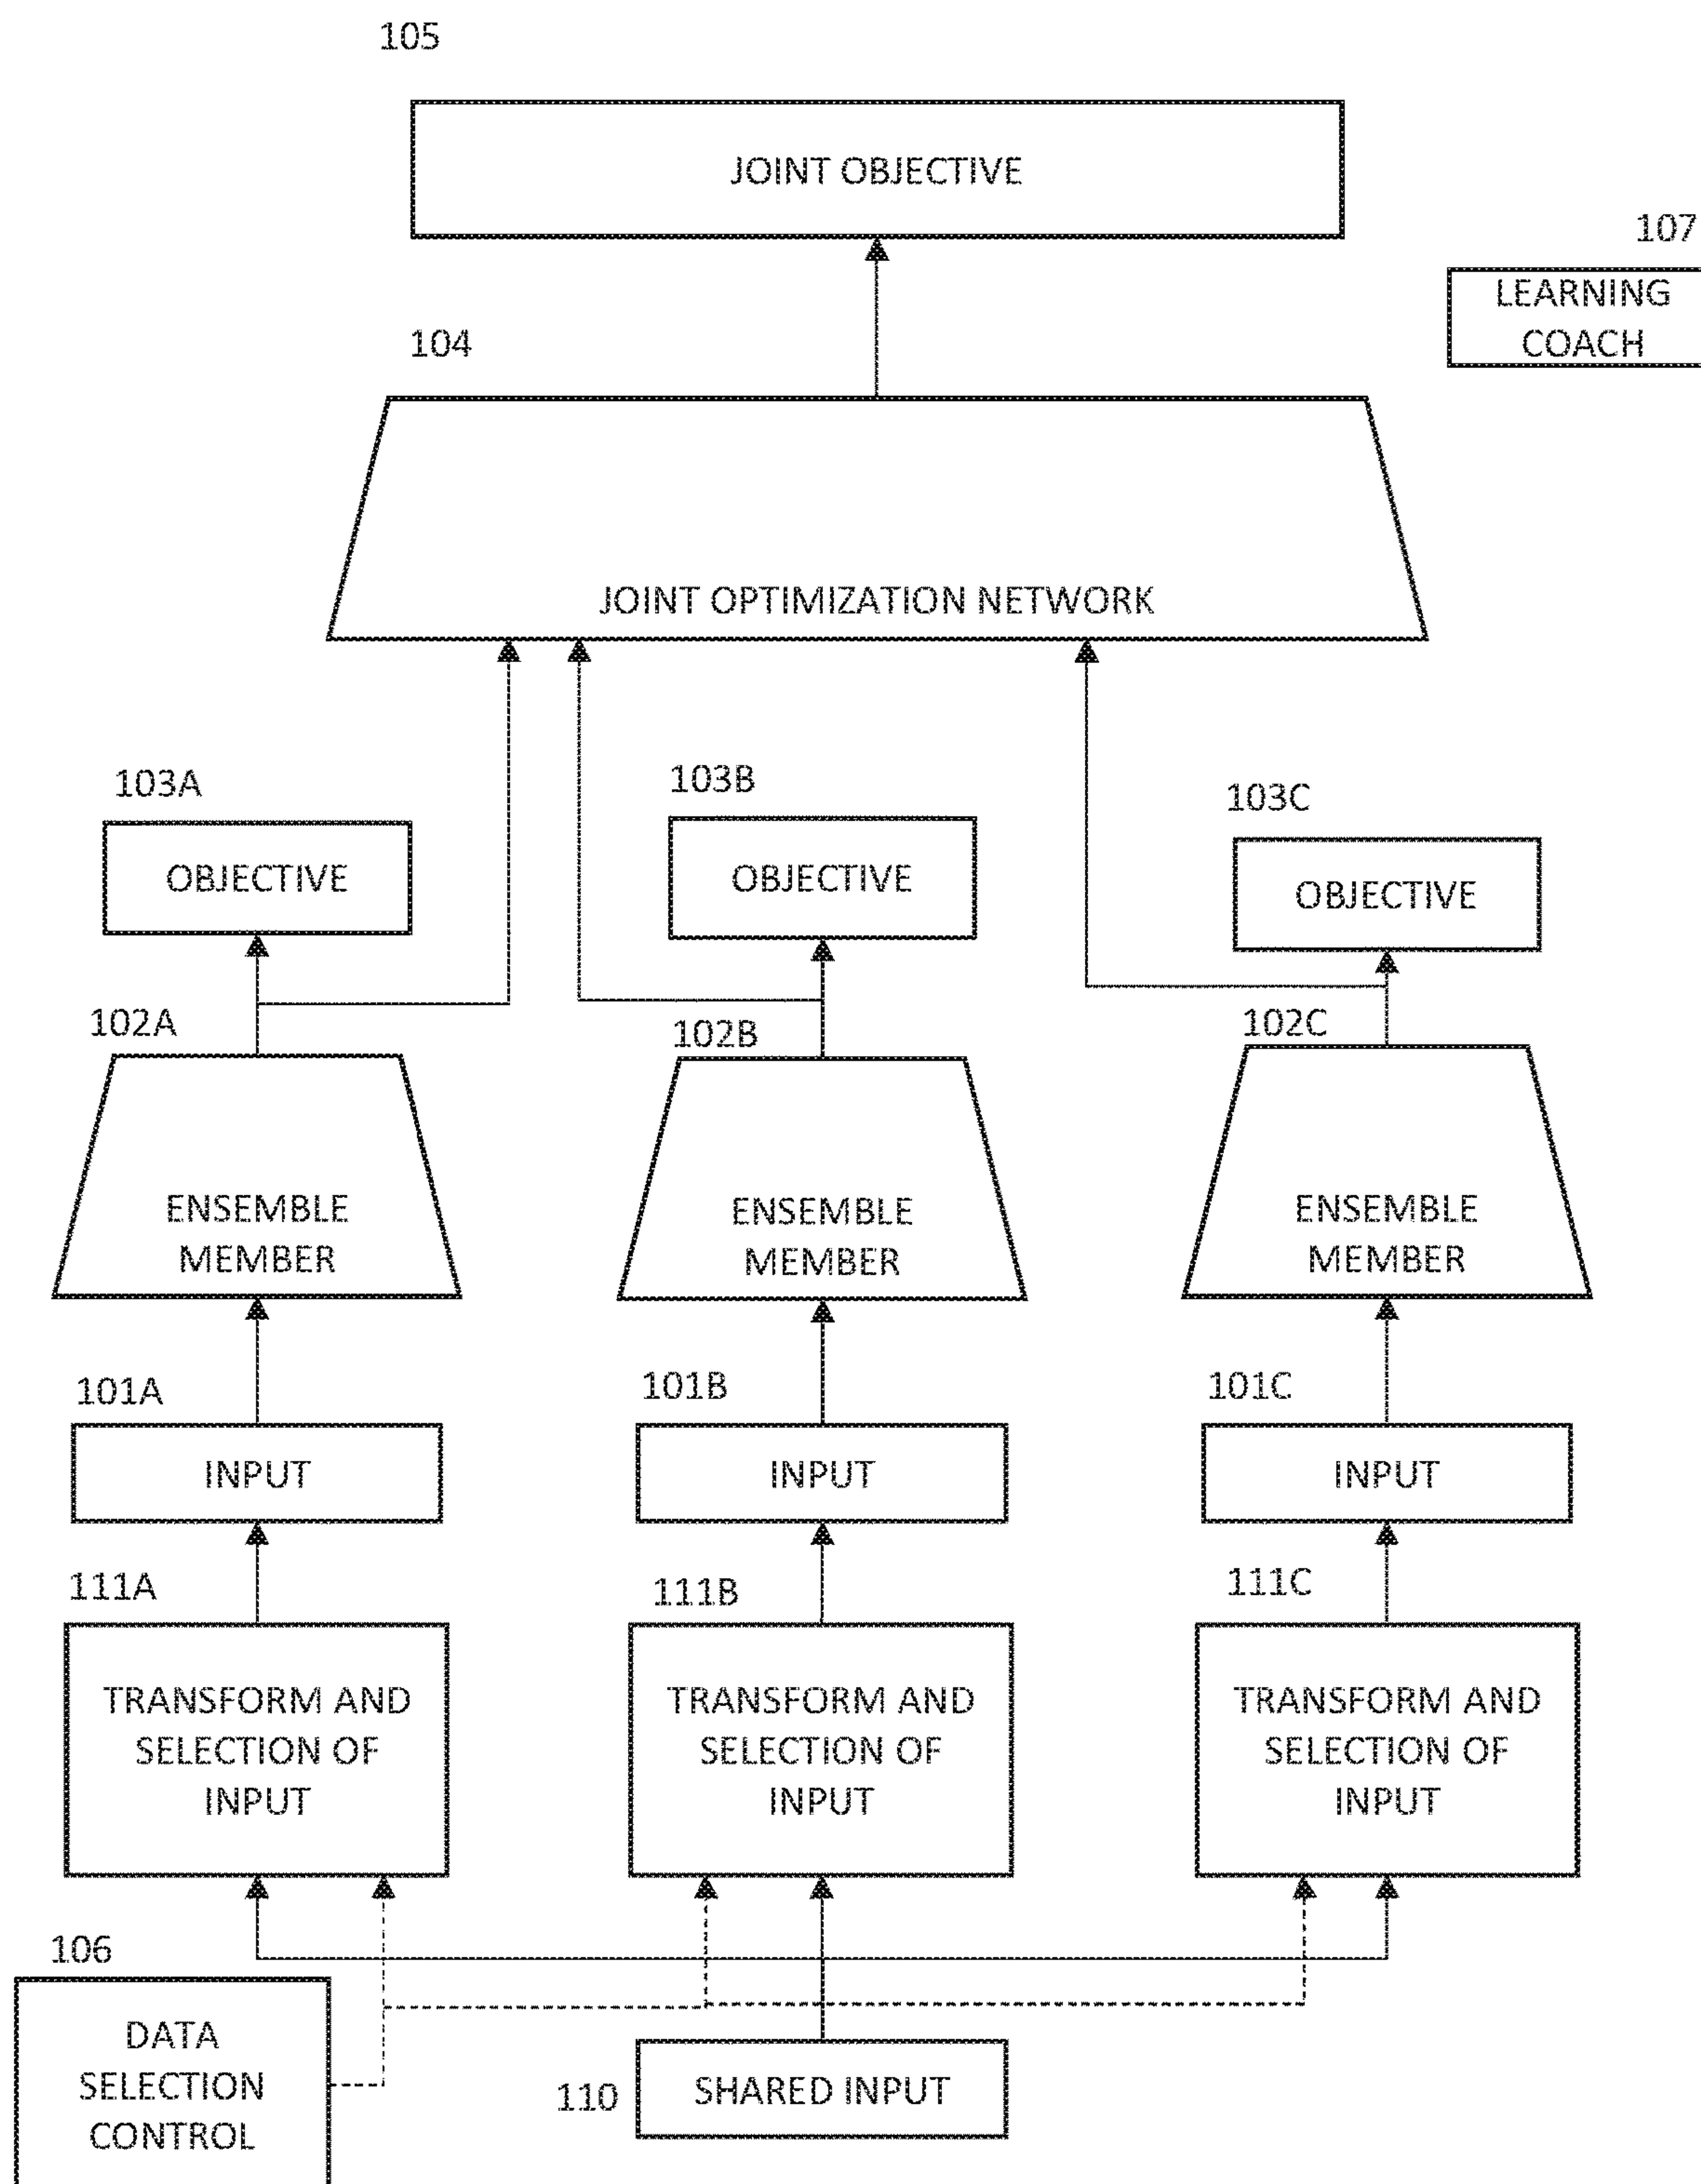 105
JOINT OBJECTIVE
107
LEARNING
COACH
104
JOINT OPTIMIZATION NETWORK
103A
OBJECTIVE
103B
OBJECTIVE
103C
OBJECTIVE
102A
ENSEMBLE
MEMBER
102B
ENSEMBLE
MEMBER
102C
ENSEMBLE
MEMBER
101A
INPUT
101B
INPUT
101C
INPUT
111A
TRANSFORM AND
SELECTION OF
INPUT
111B
TRANSFORM AND
SELECTION OF
INPUT
111C
TRANSFORM AND
SELECTION OF
INPUT
106
DATA
SELECTION
CONTROL
110
SHARED INPUT